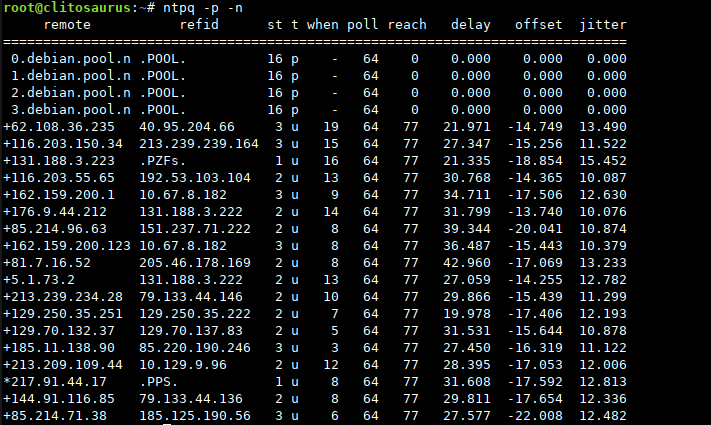 root@clitosaurus:~# ntpq -p -n
     remote           refid      st t when poll reach   delay   offset  jitter
==============================================================================
 0.debian.pool.n .POOL.          16 p    -   64    0    0.000    0.000   0.000
 1.debian.pool.n .POOL.          16 p    -   64    0    0.000    0.000   0.000
 2.debian.pool.n .POOL.          16 p    -   64    0    0.000    0.000   0.000
 3.debian.pool.n .POOL.          16 p    -   64    0    0.000    0.000   0.000
+62.108.36.235   40.95.204.66     3 u   19   64   77   21.971  -14.749  13.490
+116.203.150.34  213.239.239.164  3 u   15   64   77   27.347  -15.256  11.522
+131.188.3.223   .PZFs.           1 u   16   64   77   21.335  -18.854  15.452
+116.203.55.65   192.53.103.104   2 u   13   64   77   30.768  -14.365  10.087
+162.159.200.1   10.67.8.182      3 u    9   64   77   34.711  -17.506  12.630
+176.9.44.212    131.188.3.222    2 u   14   64   77   31.799  -13.740  10.076
+85.214.96.63    151.237.71.222   2 u    8   64   77   39.344  -20.041  10.874
+162.159.200.123 10.67.8.182      3 u    8   64   77   36.487  -15.443  10.379
+81.7.16.52      205.46.178.169   2 u    8   64   77   42.960  -17.069  13.233
+5.1.73.2        131.188.3.222    2 u   13   64   77   27.059  -14.255  12.782
+213.239.234.28  79.133.44.146    2 u   10   64   77   29.866  -15.439  11.299
+129.250.35.251  129.250.35.222   2 u    7   64   77   19.978  -17.406  12.193
+129.70.132.37   129.70.137.83    2 u    5   64   77   31.531  -15.644  10.878
+185.11.138.90   85.220.190.246   3 u    3   64   77   27.450  -16.319  11.122
+213.209.109.44  10.129.9.96      2 u   12   64   77   28.395  -17.053  12.006
*217.91.44.17    .PPS.            1 u    8   64   77   31.608  -17.592  12.813
+144.91.116.85   79.133.44.136    2 u    8   64   77   29.811  -17.654  12.336
+85.214.71.38    185.125.190.56   3 u    6   64   77   27.577  -22.008  12.482